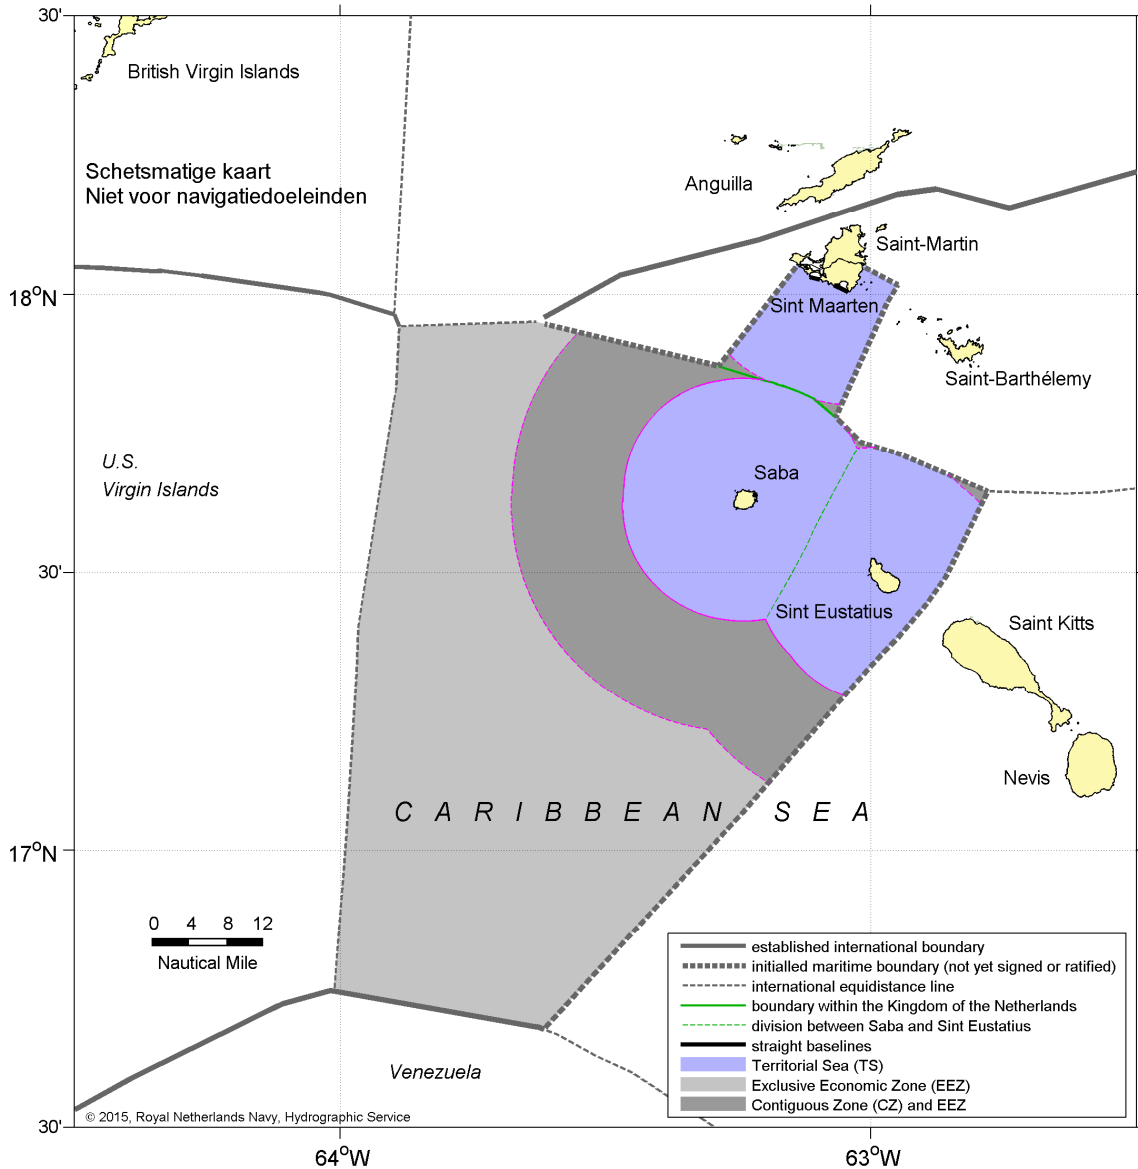 30'
British Virgin Islands
Schetsmatige kaart
Niet voor navigatiedoeleinden
Anguilla
Saint-Martin
18°N
Sint Maarten
Saint-Barthélemy
U.S.
Virgin Islands
Saba
30'
Sint Eustatius
Saint Kitts
Nevis
CARIBBEAN SEA
17°N
0 4 8 12
Nautical Mile
established international boundary
initialled maritime boundary (not yet signed or ratified)
international equidistance line
boundary within the Kingdom of the Netherlands
division between Saba and Sint Eustatius
straight baselines
Territorial Sea (TS)
Exclusive Economic Zone (EEZ)
Contiguous Zone (CZ) and EEZ
Venezuela
© 2015, Royal Netherlands Navy, Hydrographic Service
30'
64°W
63°W